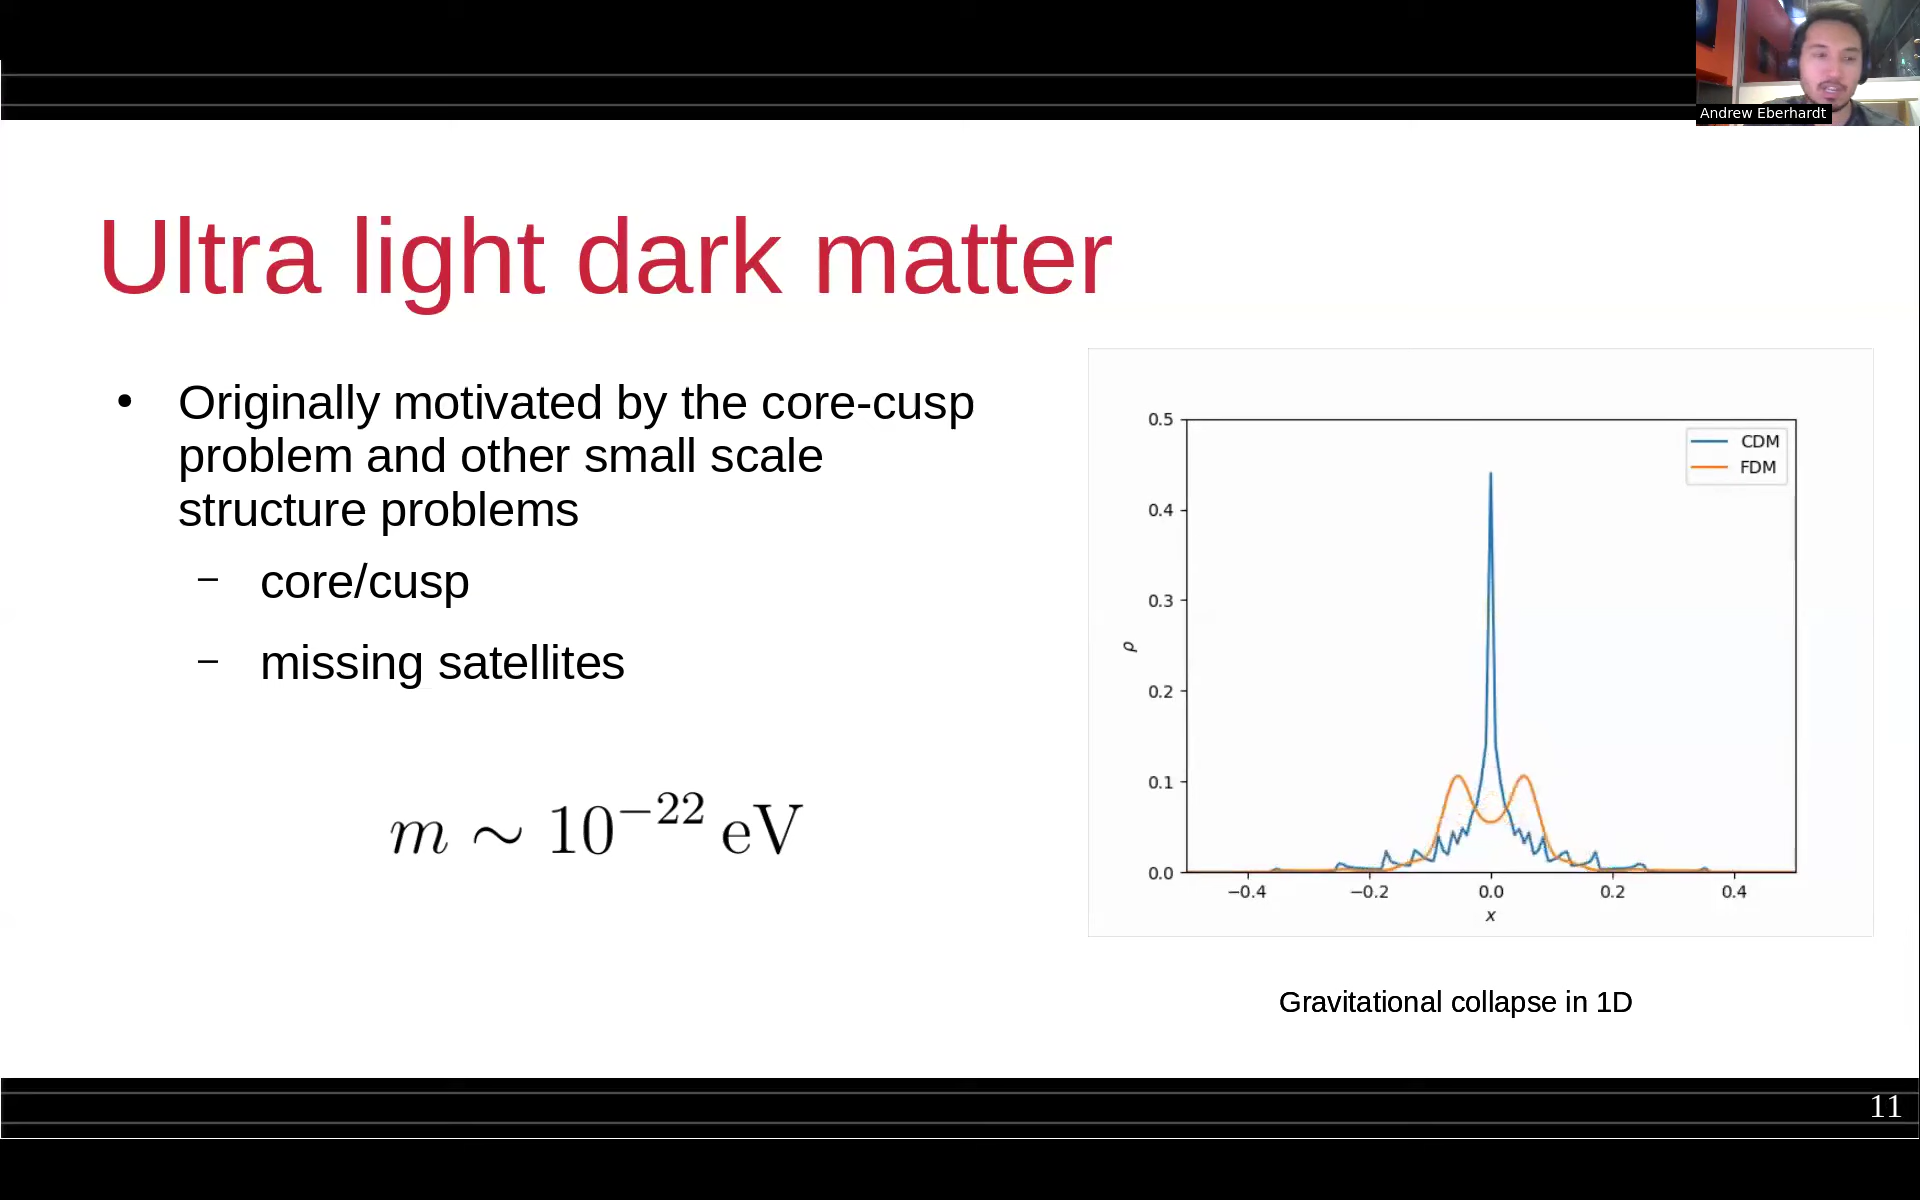 Andrew Eberhardt
Ultra light dark matter
• Originally motivated by the core-cusp
problem and other small scale
structure problems
– core/cusp
– missing satellites
m ∼ 10⁻²² eV
CDM
FDM
0.5
0.4
0.3
0.2
0.1
0.0
ρ
−0.4 −0.2 0.0 0.2 0.4
x
Gravitational collapse in 1D
11